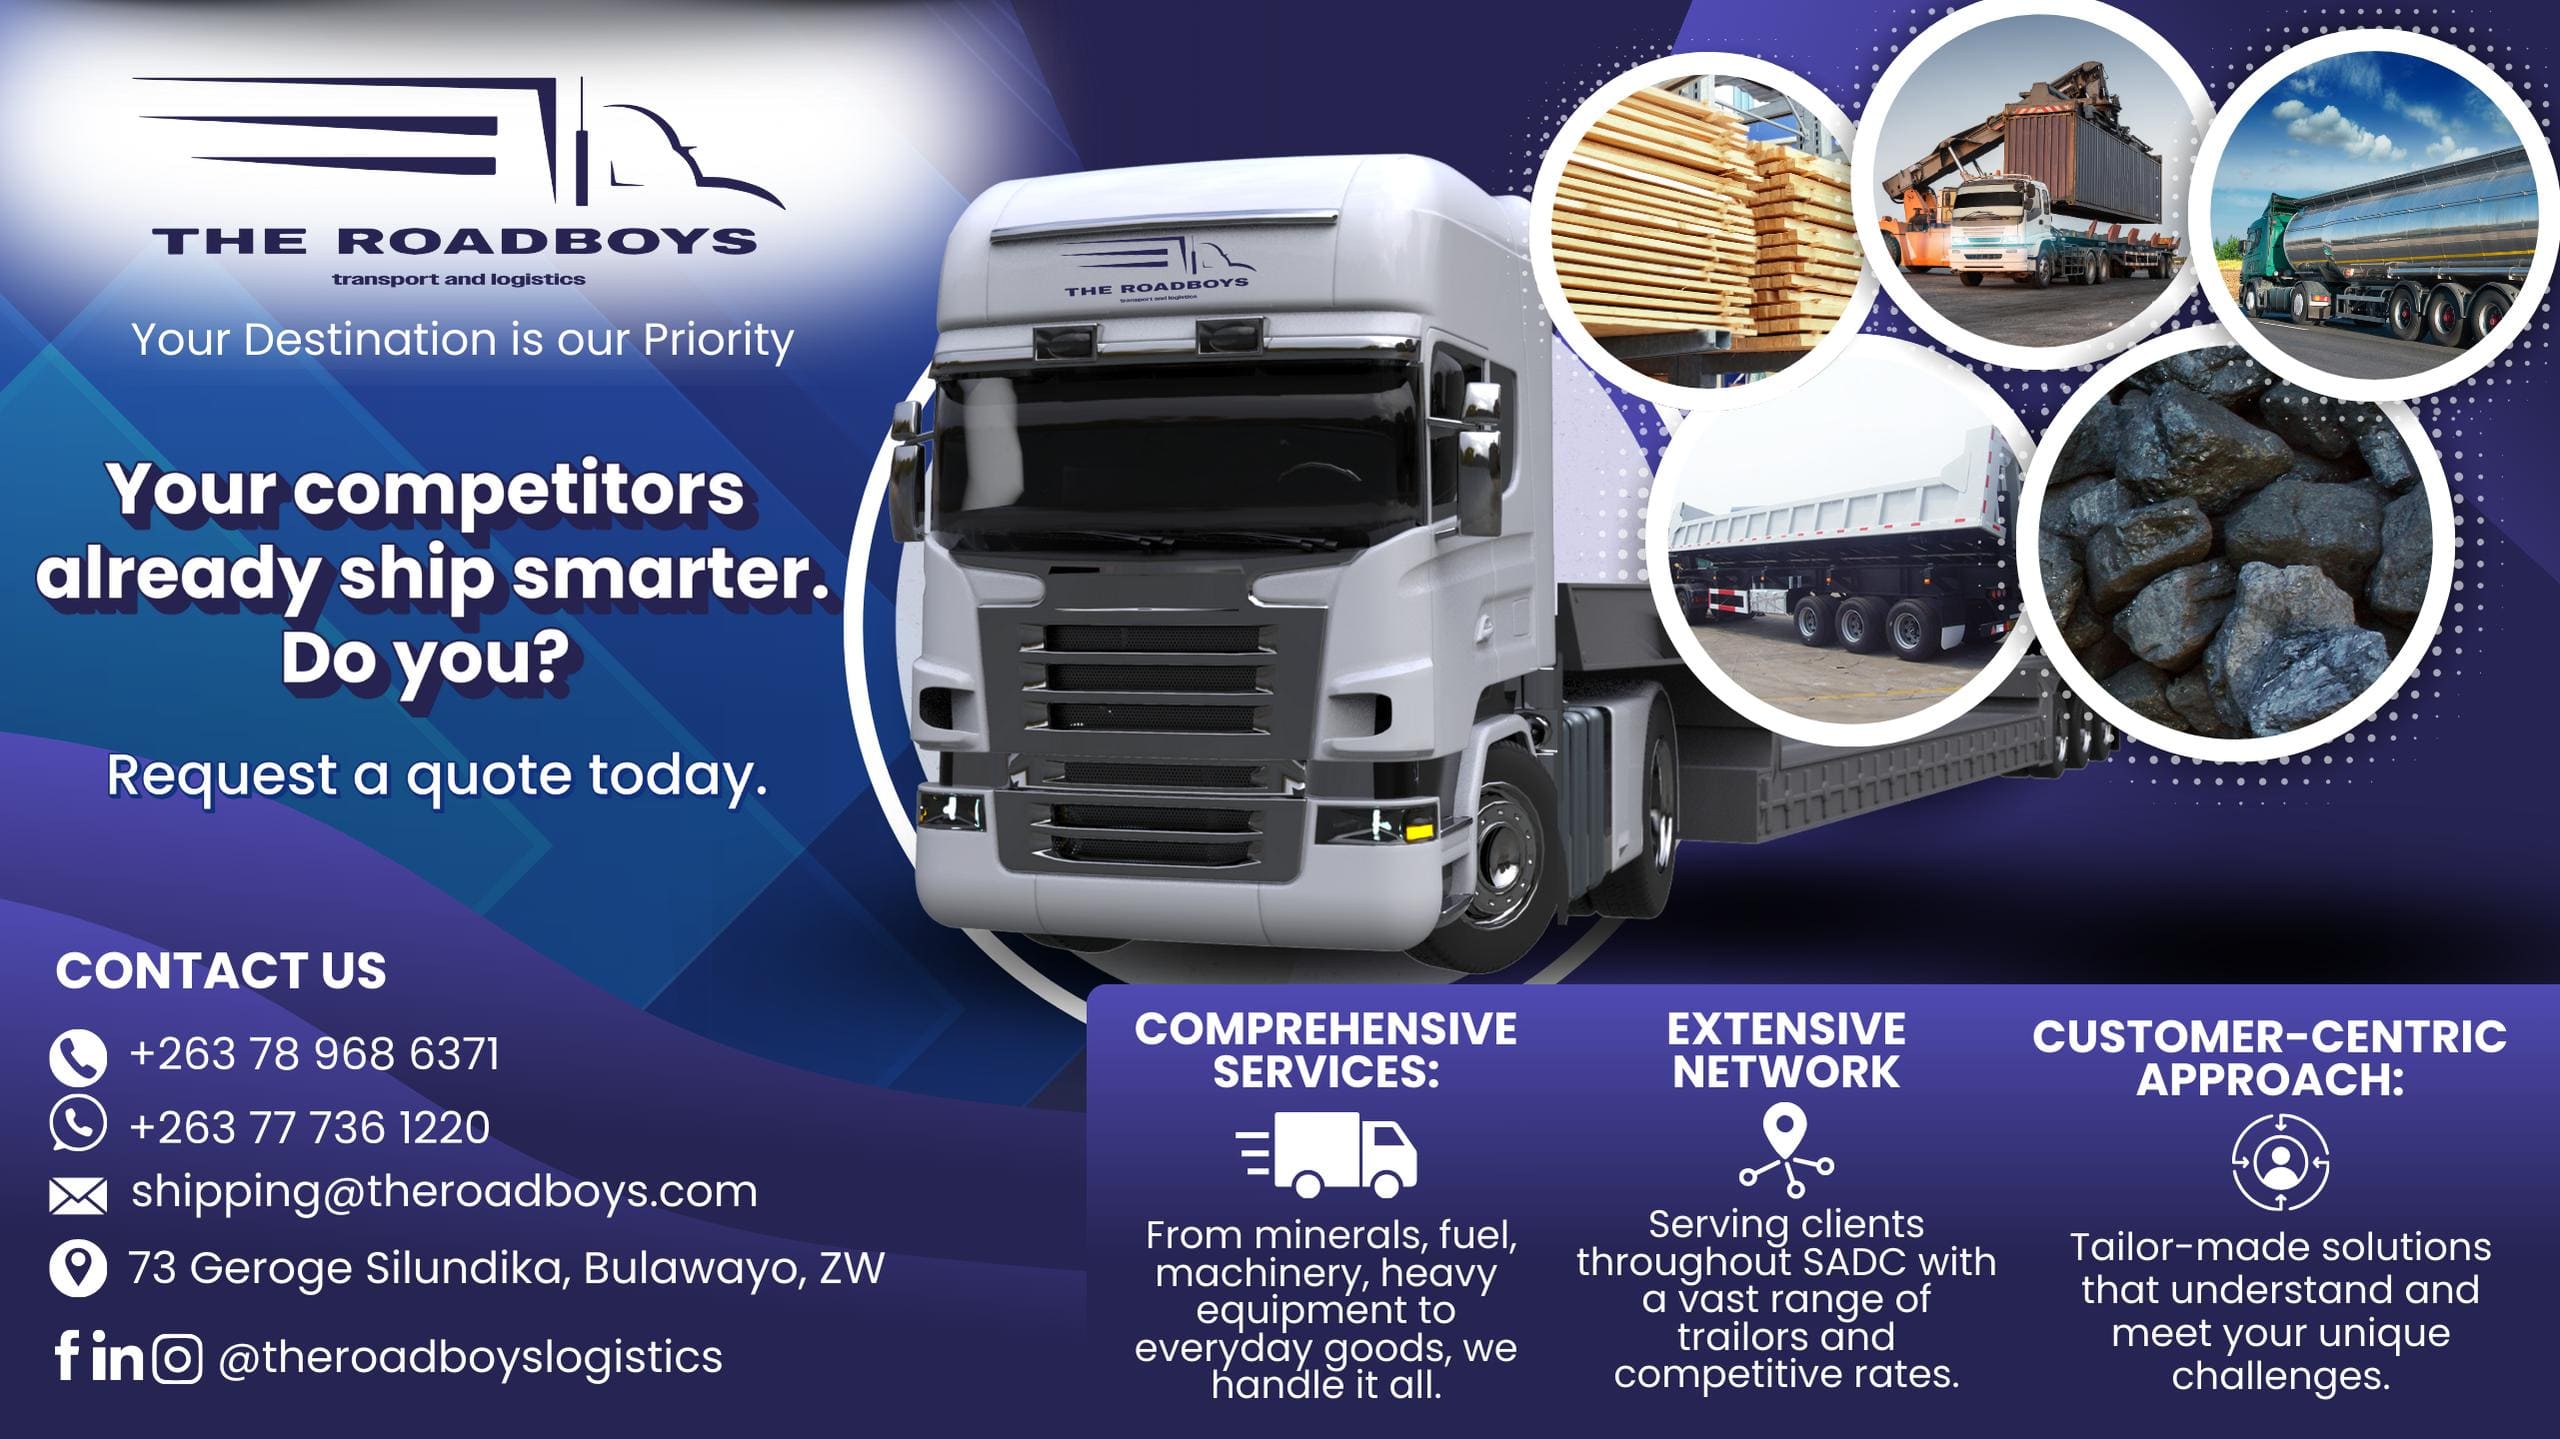 THE ROADBOYS
transport and logistics
Your Destination is our Priority
Your competitors
already ship smarter.
Do you?
Request a quote today.
THE ROADBOYS
transport and logistics
CONTACT US
+263 78 968 6371
+263 77 736 1220
shipping@theroadboys.com
73 Geroge Silundika, Bulawayo, ZW
@theroadboyslogistics
COMPREHENSIVE
SERVICES:
From minerals, fuel,
machinery, heavy
equipment to
everyday goods, we
handle it all.
EXTENSIVE
NETWORK
Serving clients
throughout SADC with
a vast range of
trailors and
competitive rates.
CUSTOMER-CENTRIC
APPROACH:
Tailor-made solutions
that understand and
meet your unique
challenges.